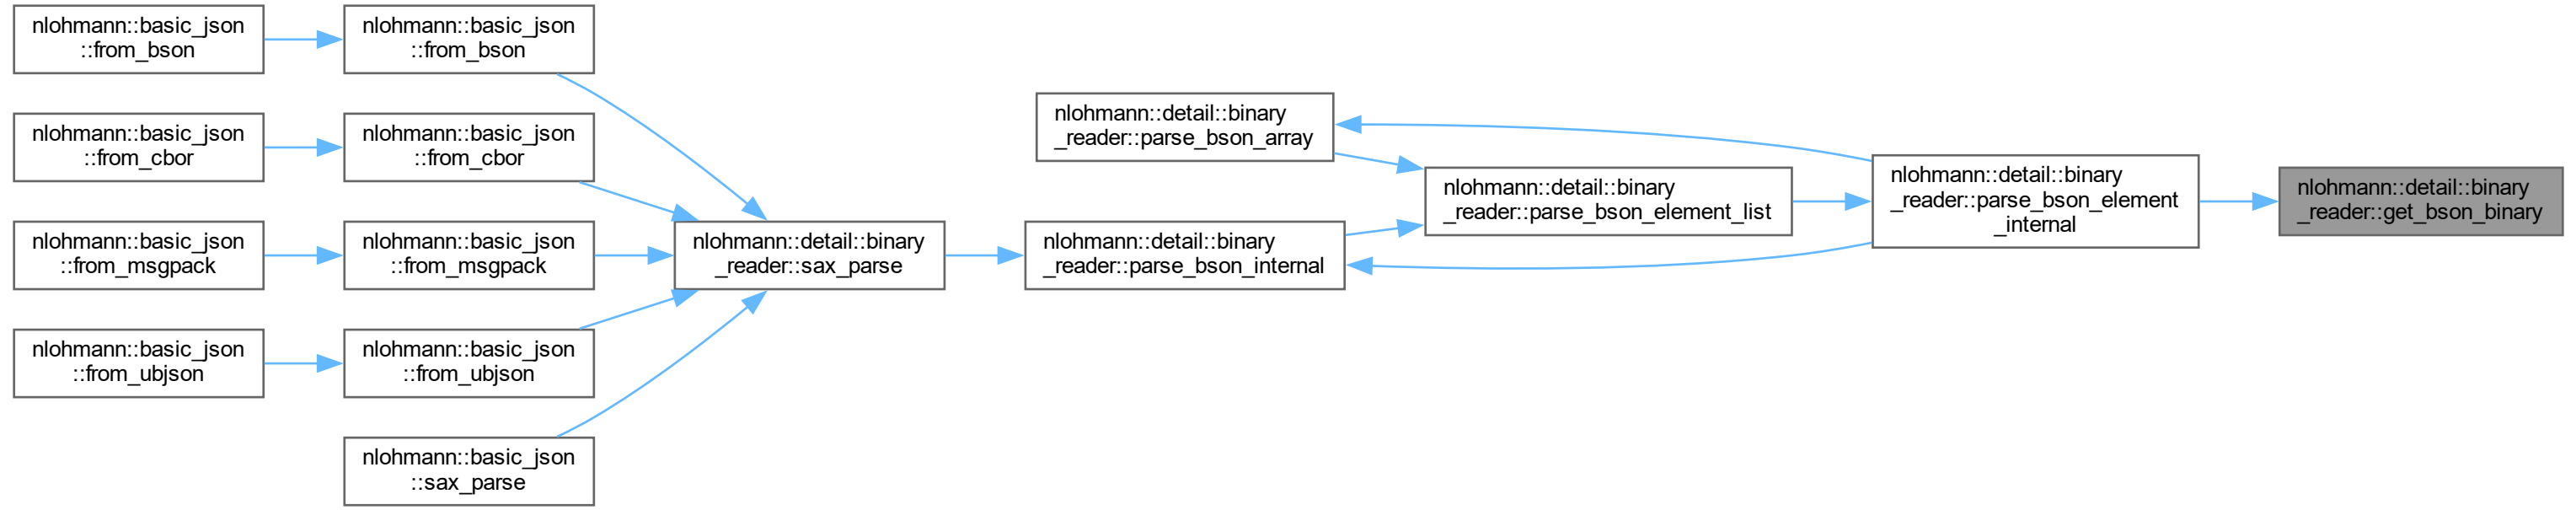 nlohmann::basic_json
::from_bson
nlohmann::basic_json
::from_bson
nlohmann::basic_json
::from_cbor
nlohmann::basic_json
::from_cbor
nlohmann::basic_json
::from_msgpack
nlohmann::basic_json
::from_msgpack
nlohmann::basic_json
::from_ubjson
nlohmann::basic_json
::from_ubjson
nlohmann::basic_json
::sax_parse
nlohmann::detail::binary
_reader::sax_parse
nlohmann::detail::binary
_reader::parse_bson_array
nlohmann::detail::binary
_reader::parse_bson_internal
nlohmann::detail::binary
_reader::parse_bson_element_list
nlohmann::detail::binary
_reader::parse_bson_element
_internal
nlohmann::detail::binary
_reader::get_bson_binary